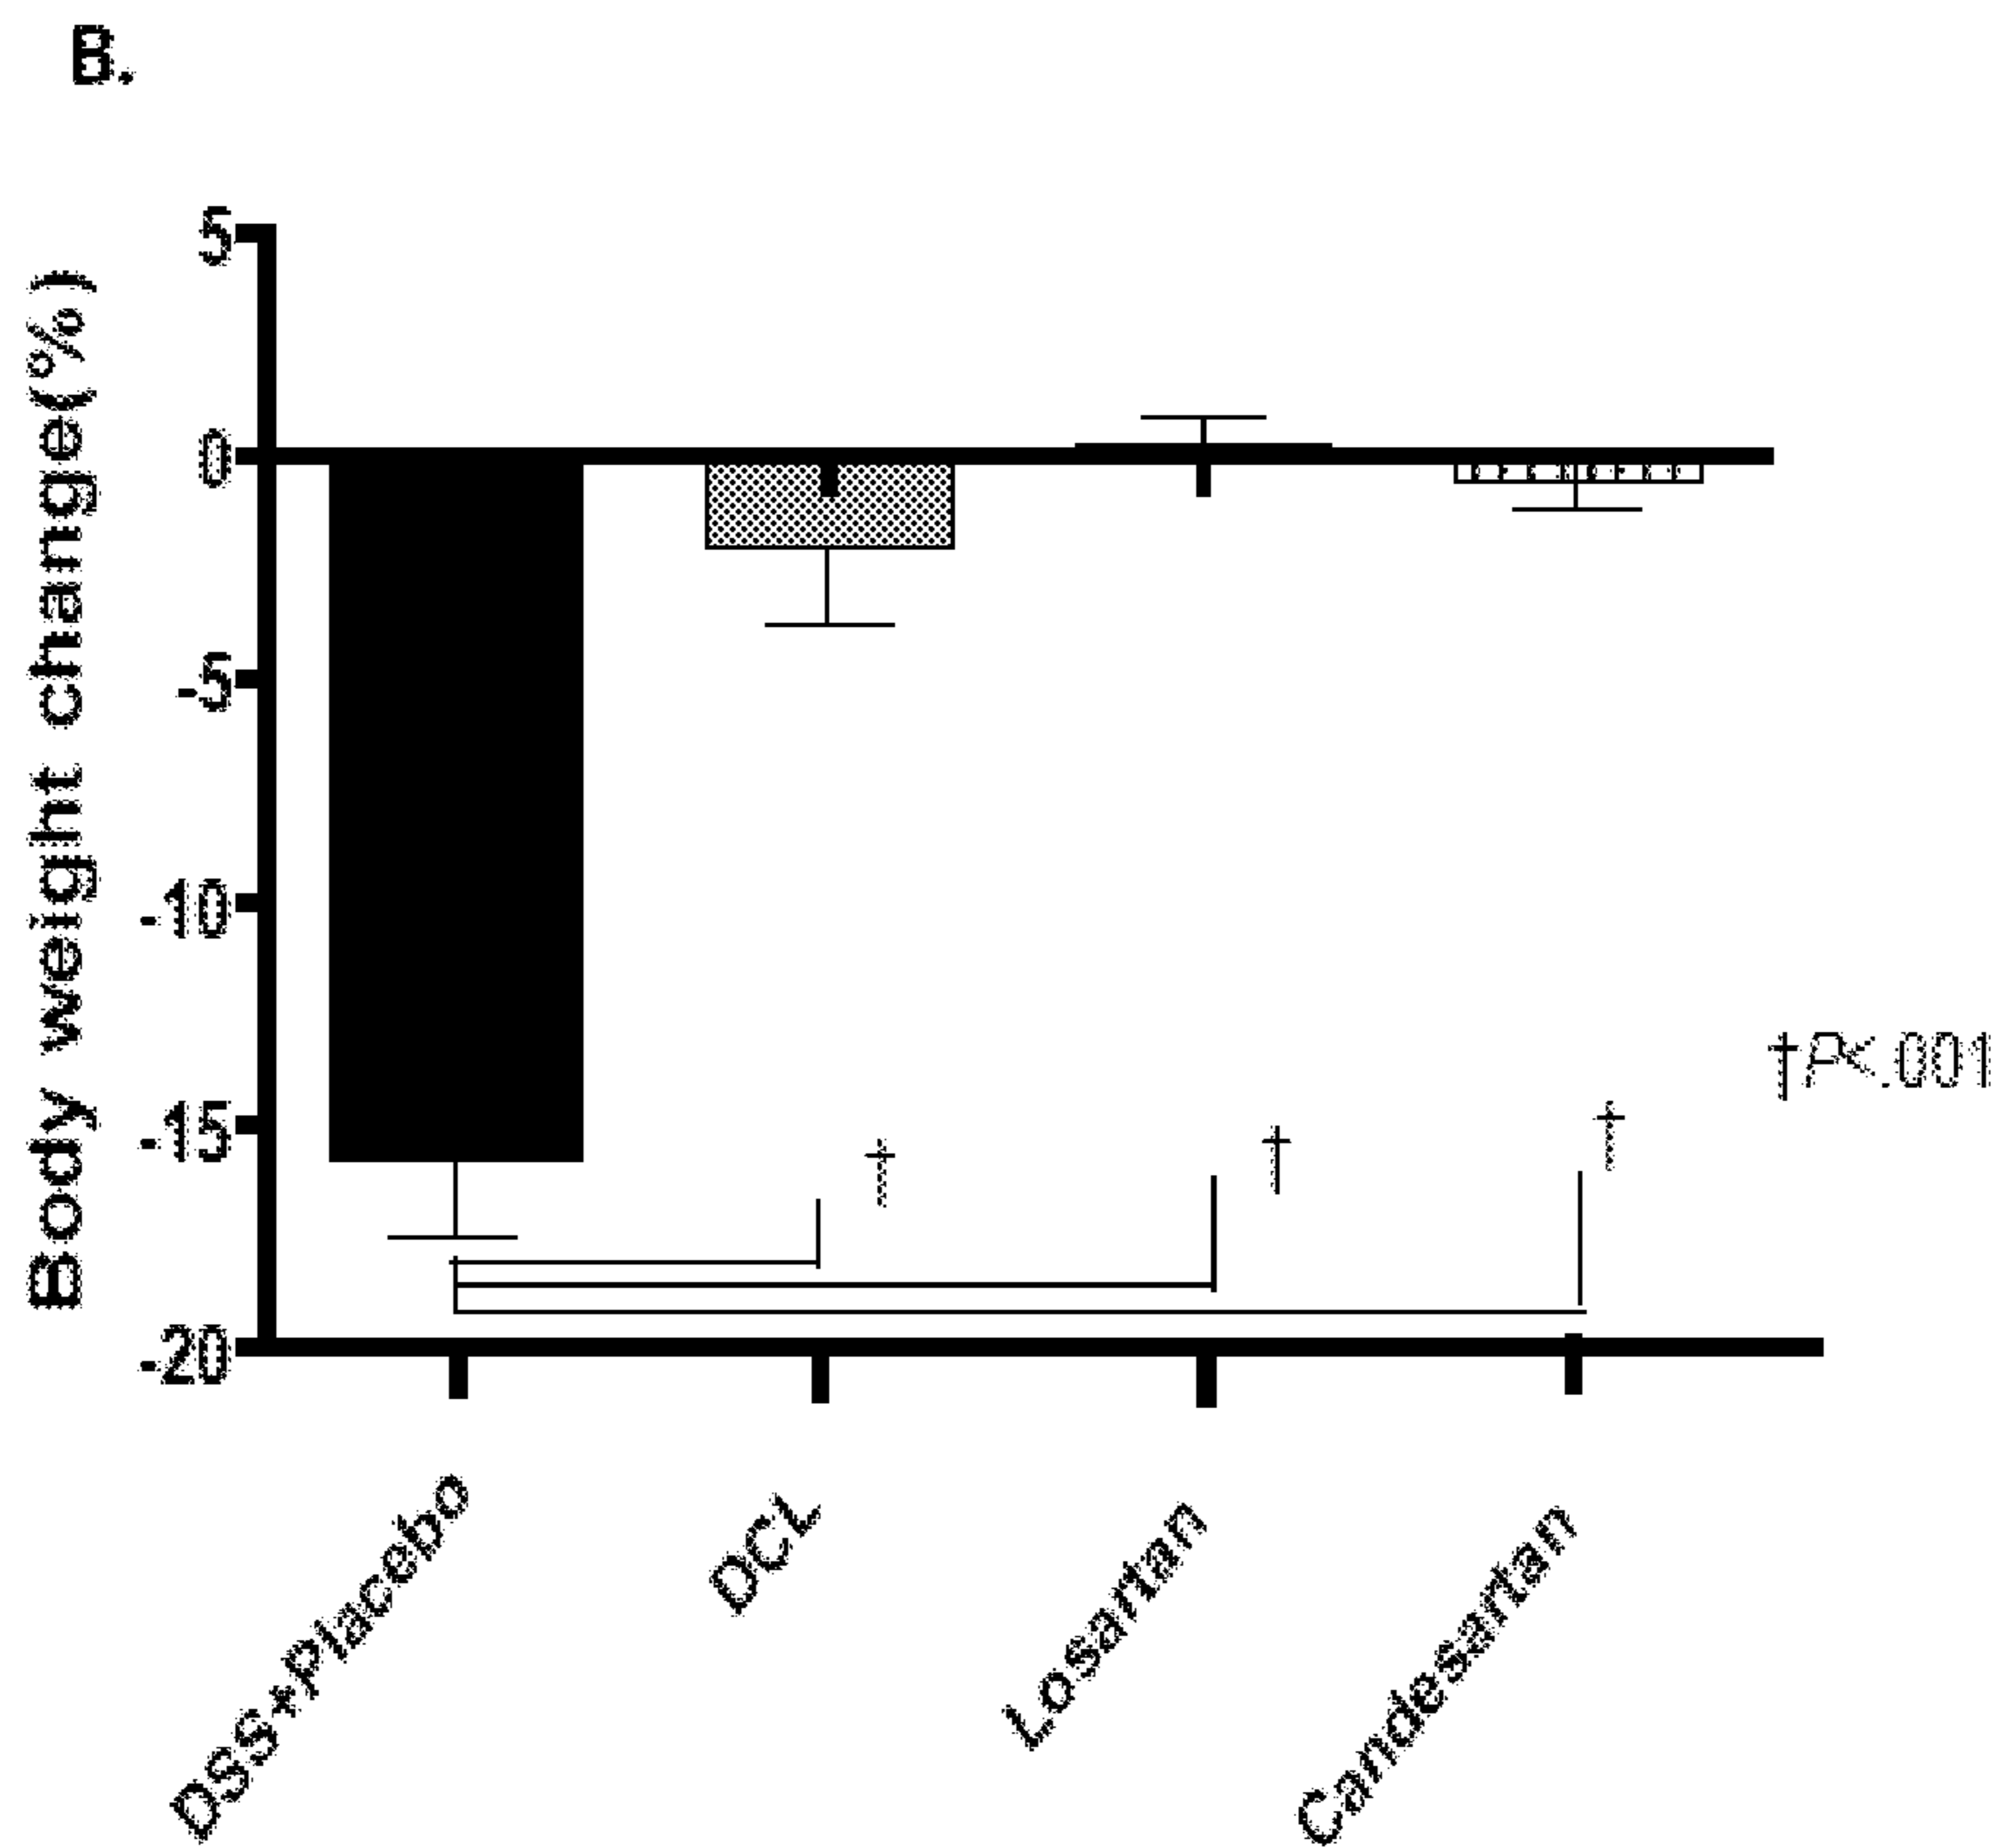 B.
Body weight change(%)
5
0
-5
-10
-15
-20
†P<.001
†
†
†
DSS+Placebo
DCL
Losartan
Candesartan